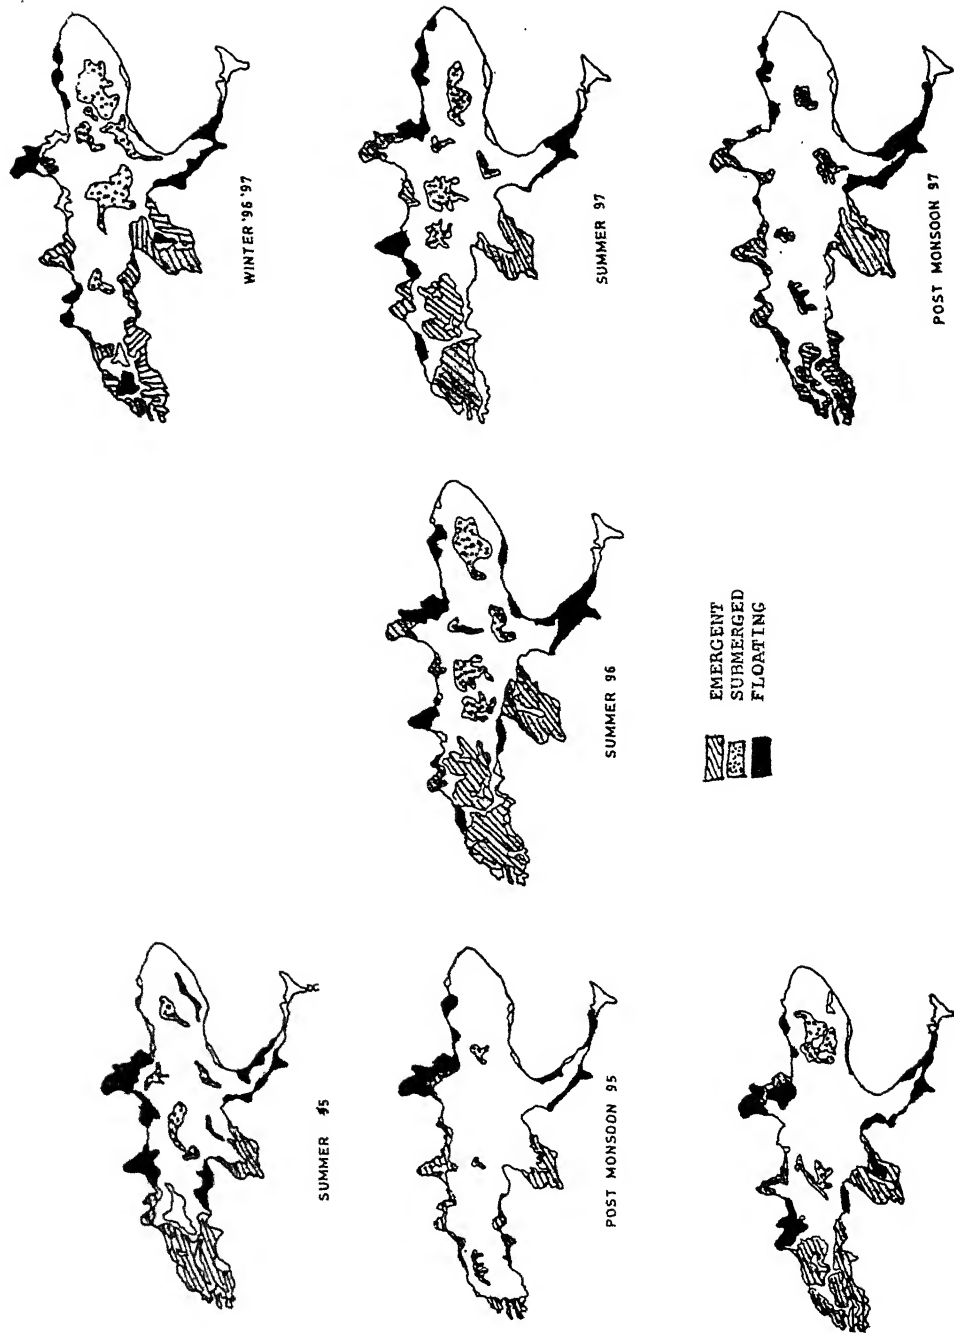 WINTER '96 '97
SUMMER 97
POST MONSOON 97
SUMMER 96
EMERGENT
SUBMERGED
FLOATING
SUMMER 95
POST MONSOON 95